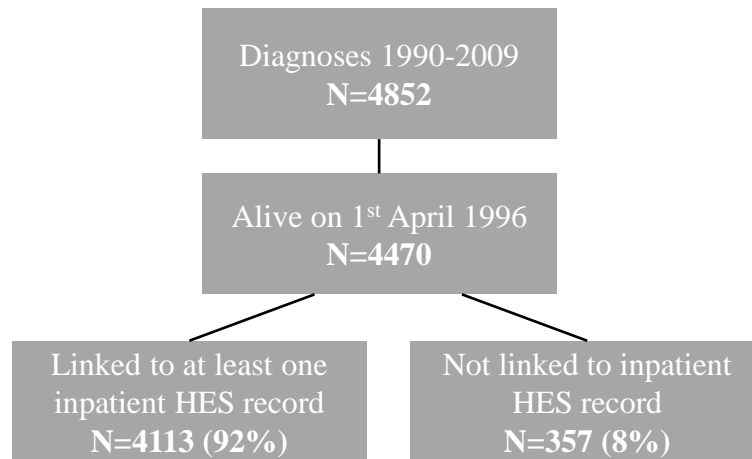 Diagnoses 1990-2009
N=4852
Alive on 1st April 1996
N=4470
Linked to at least one
inpatient HES record
N=4113 (92%)
Not linked to inpatient
HES record
N=357 (8%)